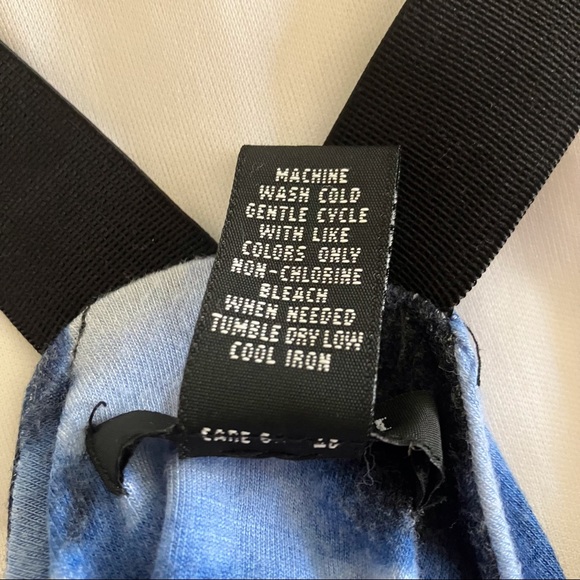 MACHINE
WASH COLD
GENTLE CYCLE
WITH LIKE
COLORS ONLY
NON-CHLORINE
BLEACH
WHEN NEEDED
TUMBLE DRY LOW
COOL IRON
CARE